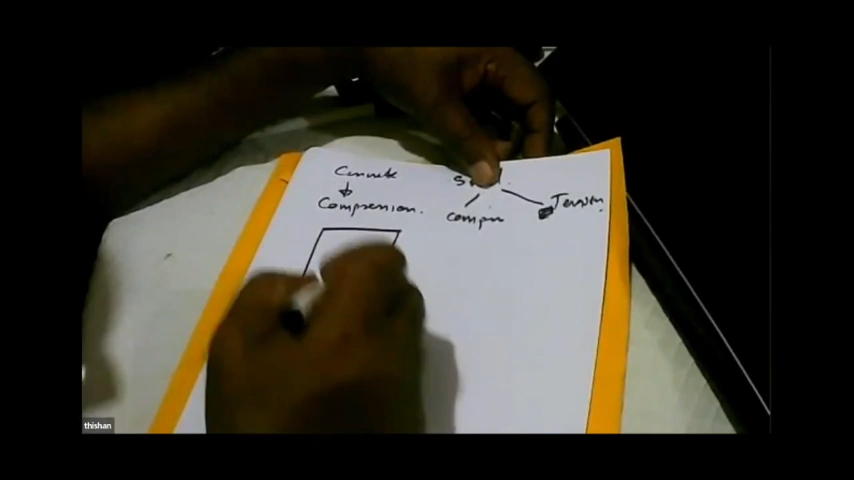 Concrete
Compression.
compr
Tension.
thishan